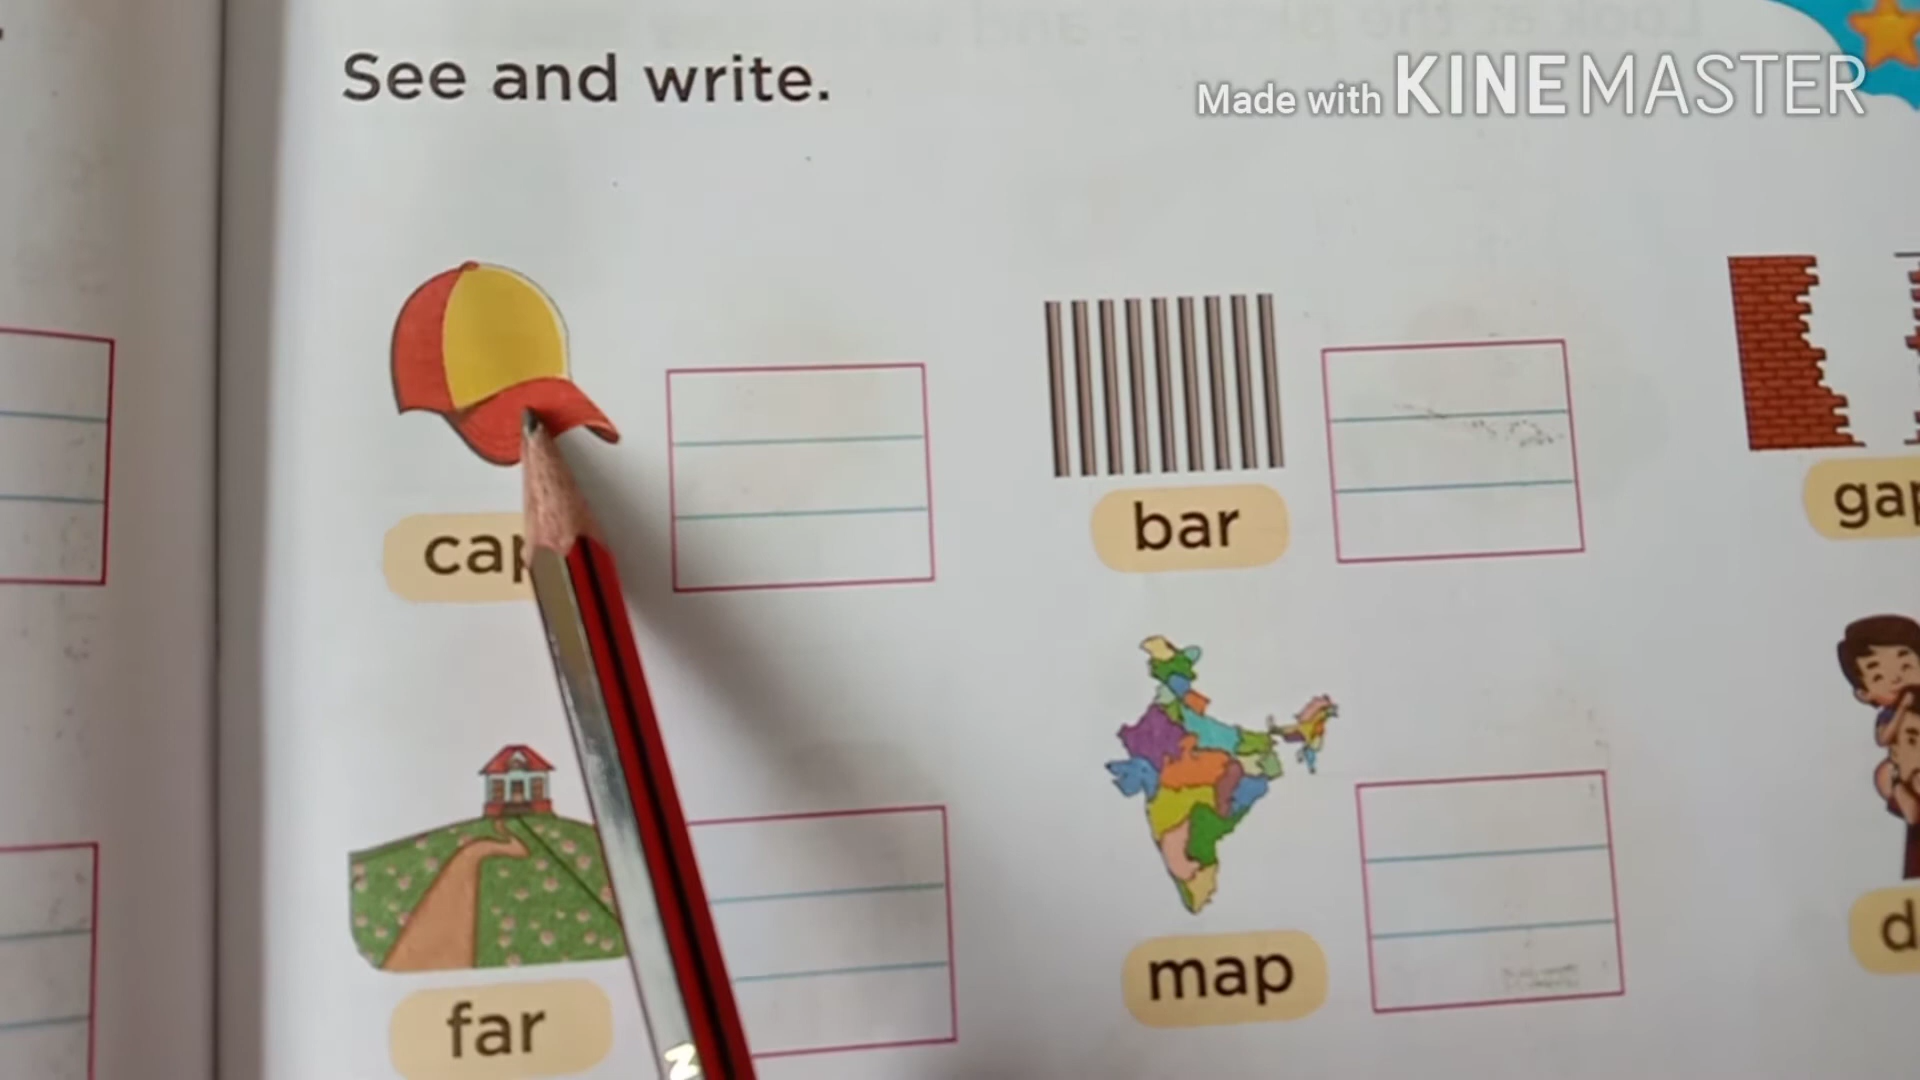 See and write.
Made with KINEMASTER
bar
far
map